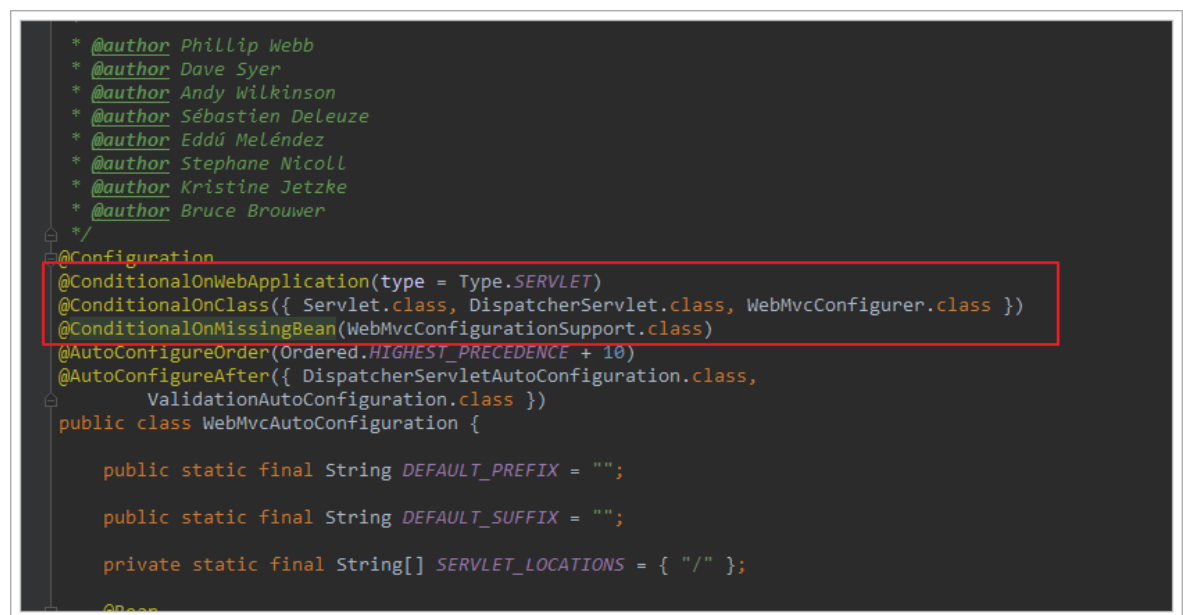 * @author Phillip Webb
* @author Dave Syer
* @author Andy Wilkinson
* @author Sébastien Deleuze
* @author Eddú Meléndez
* @author Stephane Nicoll
* @author Kristine Jetzke
* @author Bruce Brouwer
*/
@Configuration
@ConditionalOnWebApplication(type = Type.SERVLET)
@ConditionalOnClass({ Servlet.class, DispatcherServlet.class, WebMvcConfigurer.class })
@ConditionalOnMissingBean(WebMvcConfigurationSupport.class)
@AutoConfigureOrder(Ordered.HIGHEST_PRECEDENCE + 10)
@AutoConfigureAfter({ DispatcherServletAutoConfiguration.class,
ValidationAutoConfiguration.class })
public class WebMvcAutoConfiguration {
public static final String DEFAULT_PREFIX = "";
public static final String DEFAULT_SUFFIX = "";
private static final String[] SERVLET_LOCATIONS = { "/" };
@Bean